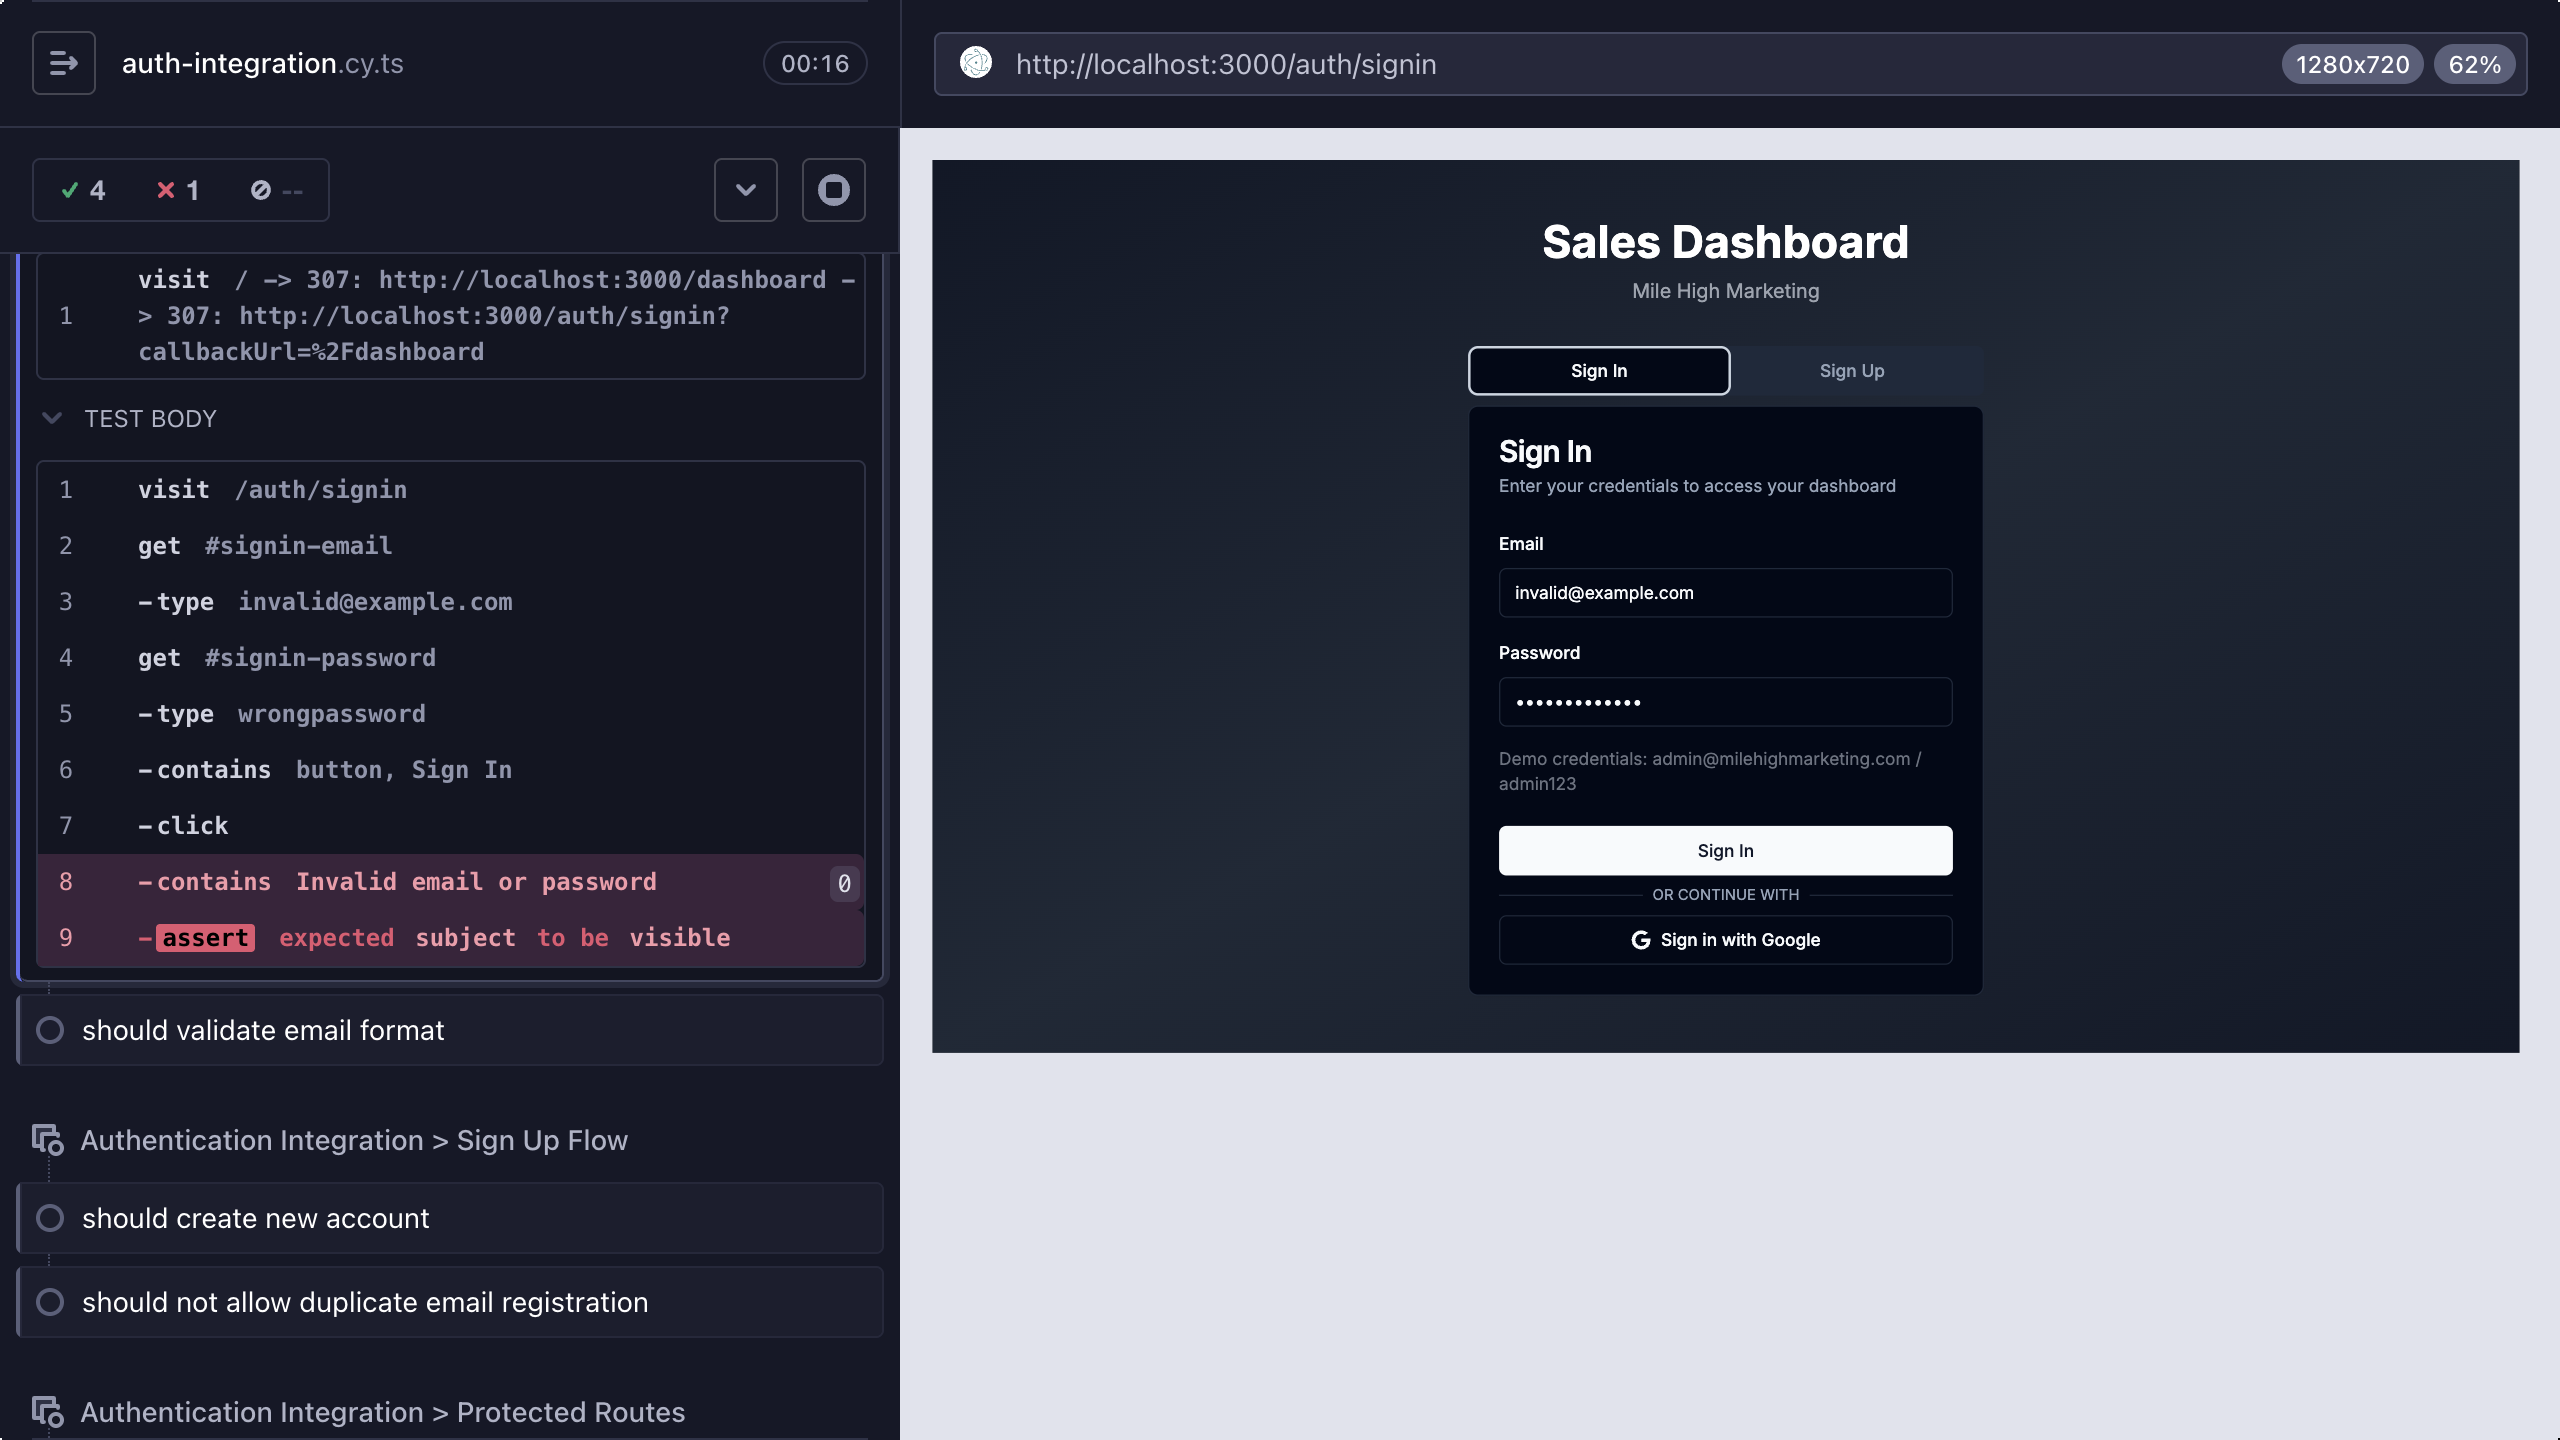 auth-integration.cy.ts
00:16
4
1
--
1 visit / -> 307: http://localhost:3000/dashboard -
> 307: http://localhost:3000/auth/signin?
callbackUrl=%2Fdashboard
TEST BODY
1 visit /auth/signin
2 get #signin-email
3 -type invalid@example.com
4 get #signin-password
5 -type wrongpassword
6 -contains button, Sign In
7 -click
8 -contains Invalid email or password 0
9 -assert expected subject to be visible
should validate email format
Authentication Integration > Sign Up Flow
should create new account
should not allow duplicate email registration
Authentication Integration > Protected Routes
http://localhost:3000/auth/signin
1280x720
62%
Sales Dashboard
Mile High Marketing
Sign In
Sign Up
Sign In
Enter your credentials to access your dashboard
Email
invalid@example.com
Password
•••••••••••••
Demo credentials: admin@milehighmarketing.com /
admin123
Sign In
OR CONTINUE WITH
G Sign in with Google